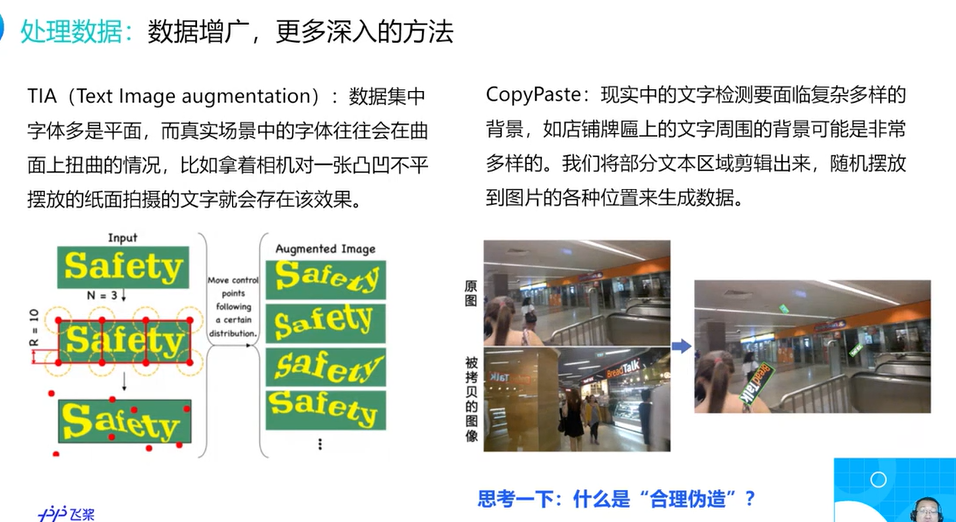 处理数据：数据增广，更多深入的方法
TIA（Text Image augmentation）：数据集中
字体多是平面，而真实场景中的字体往往会在曲
面上扭曲的情况，比如拿着相机对一张凸凹不平
摆放的纸面拍摄的文字就会存在该效果。
Input
Safety
N = 3
R = 10
Safety
Safety
Move control
points
following
a certain
distribution.
Augmented Image
Safety
Safety
Safety
Safety
CopyPaste：现实中的文字检测要面临复杂多样的
背景，如店铺牌匾上的文字周围的背景可能是非常
多样的。我们将部分文本区域剪辑出来，随机摆放
到图片的各种位置来生成数据。
原图
被拷贝的图像
BreadTalk
BreadTalk
思考一下：什么是“合理伪造”？
飞桨